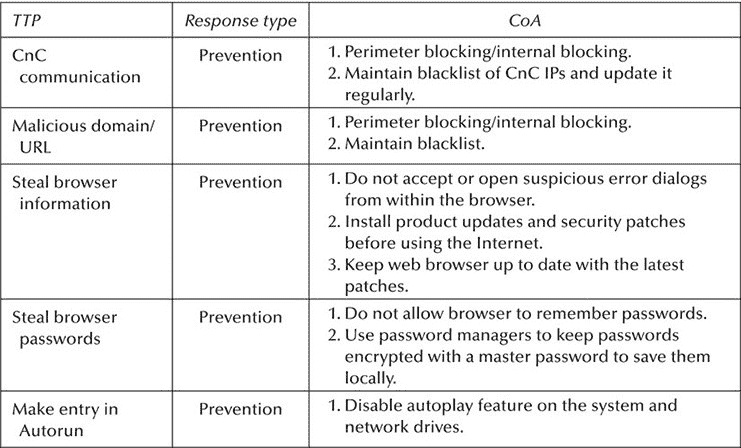 TTP Response type CoA
CnC communication Prevention 1. Perimeter blocking/internal blocking.
2. Maintain blacklist of CnC IPs and update it
regularly.
Malicious domain/ Prevention 1. Perimeter blocking/internal blocking.
URL 2. Maintain blacklist.
Steal browser Prevention 1. Do not accept or open suspicious error dialogs
information from within the browser.
2. Install product updates and security patches
before using the Internet.
3. Keep web browser up to date with the latest
patches.
Steal browser Prevention 1. Do not allow browser to remember passwords.
passwords 2. Use password managers to keep passwords
encrypted with a master password to save them
locally.
Make entry in Prevention 1. Disable autoplay feature on the system and
Autorun network drives.